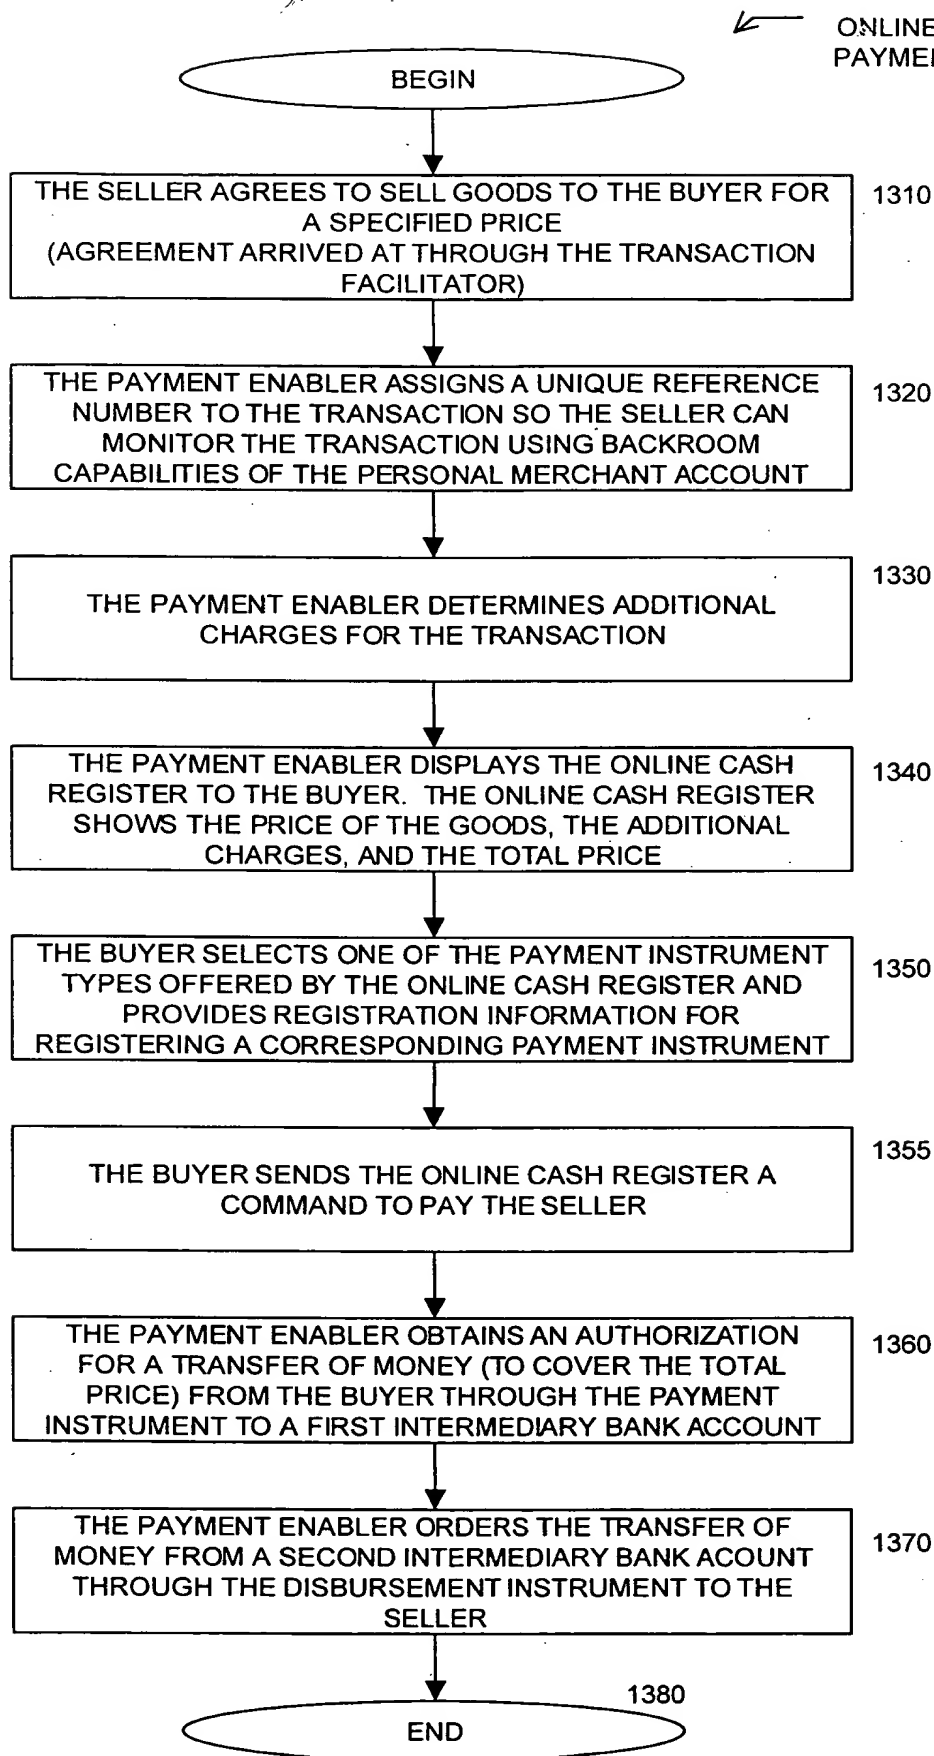 ONLINE
BEGIN
THE SELLER AGREES TO SELL GOODS TO THE BUYER FOR
A SPECIFIED PRICE
(AGREEMENT ARRIVED AT THROUGH THE TRANSACTION
FACILITATOR)
1310
THE PAYMENT ENABLER ASSIGNS A UNIQUE REFERENCE
NUMBER TO THE TRANSACTION SO THE SELLER CAN
MONITOR THE TRANSACTION USING BACKROOM
CAPABILITIES OF THE PERSONAL MERCHANT ACCOUNT
1320
THE PAYMENT ENABLER DETERMINES ADDITIONAL
CHARGES FOR THE TRANSACTION
1330
THE PAYMENT ENABLER DISPLAYS THE ONLINE CASH
REGISTER TO THE BUYER. THE ONLINE CASH REGISTER
SHOWS THE PRICE OF THE GOODS, THE ADDITIONAL
CHARGES, AND THE TOTAL PRICE
1340
THE BUYER SELECTS ONE OF THE PAYMENT INSTRUMENT
TYPES OFFERED BY THE ONLINE CASH REGISTER AND
PROVIDES REGISTRATION INFORMATION FOR
REGISTERING A CORRESPONDING PAYMENT INSTRUMENT
1350
THE BUYER SENDS THE ONLINE CASH REGISTER A
COMMAND TO PAY THE SELLER
1355
THE PAYMENT ENABLER OBTAINS AN AUTHORIZATION
FOR A TRANSFER OF MONEY (TO COVER THE TOTAL
PRICE) FROM THE BUYER THROUGH THE PAYMENT
INSTRUMENT TO A FIRST INTERMEDIARY BANK ACCOUNT
1360
THE PAYMENT ENABLER ORDERS THE TRANSFER OF
MONEY FROM A SECOND INTERMEDIARY BANK ACOUNT
THROUGH THE DISBURSEMENT INSTRUMENT TO THE
SELLER
1370
1380
END